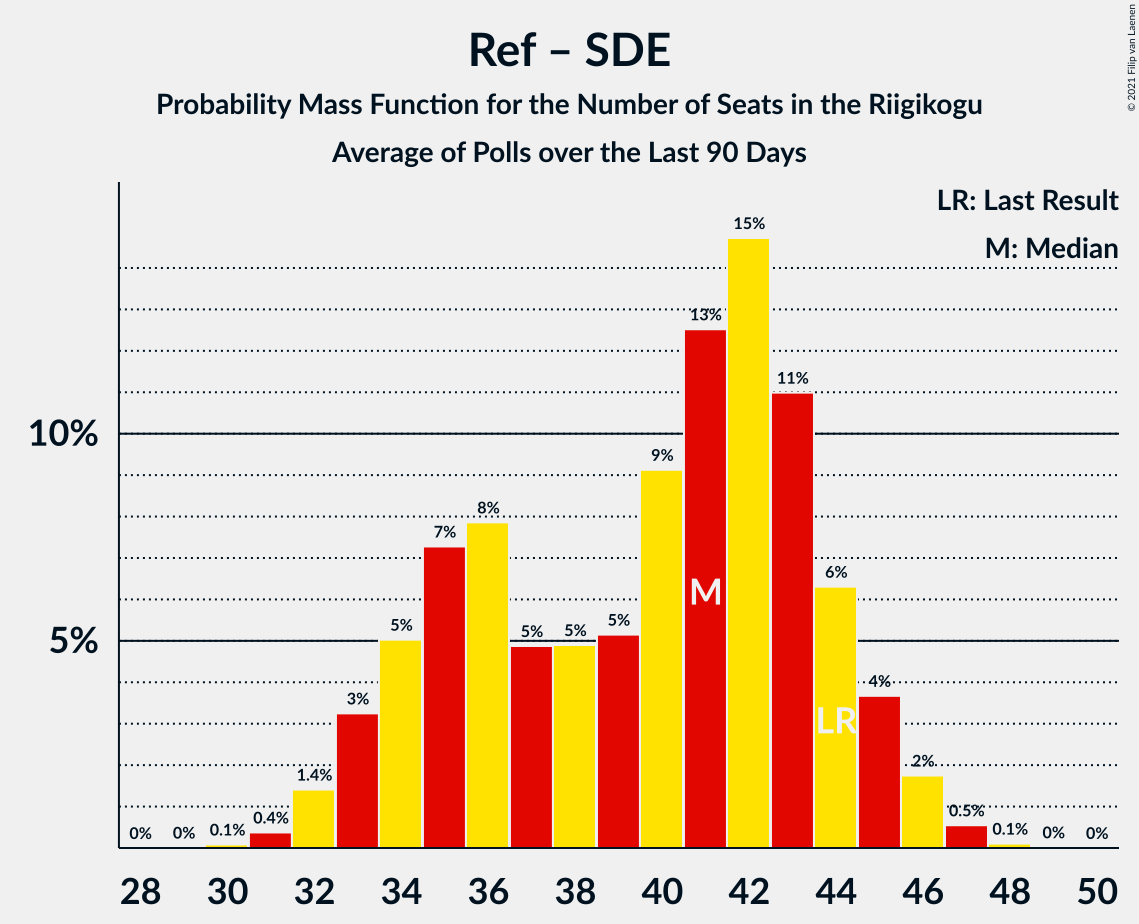 Ref – SDE
Probability Mass Function for the Number of Seats in the Riigikogu
Average of Polls over the Last 90 Days
© 2021 Filip van Laenen
LR: Last Result
M: Median
10%
5%
0%
0%
0.1%
0.4%
1.4%
3%
5%
7%
8%
5%
5%
5%
9%
13%
15%
11%
6%
4%
2%
0.5%
0.1%
0%
0%
M
LR
28 30 32 34 36 38 40 42 44 46 48 50